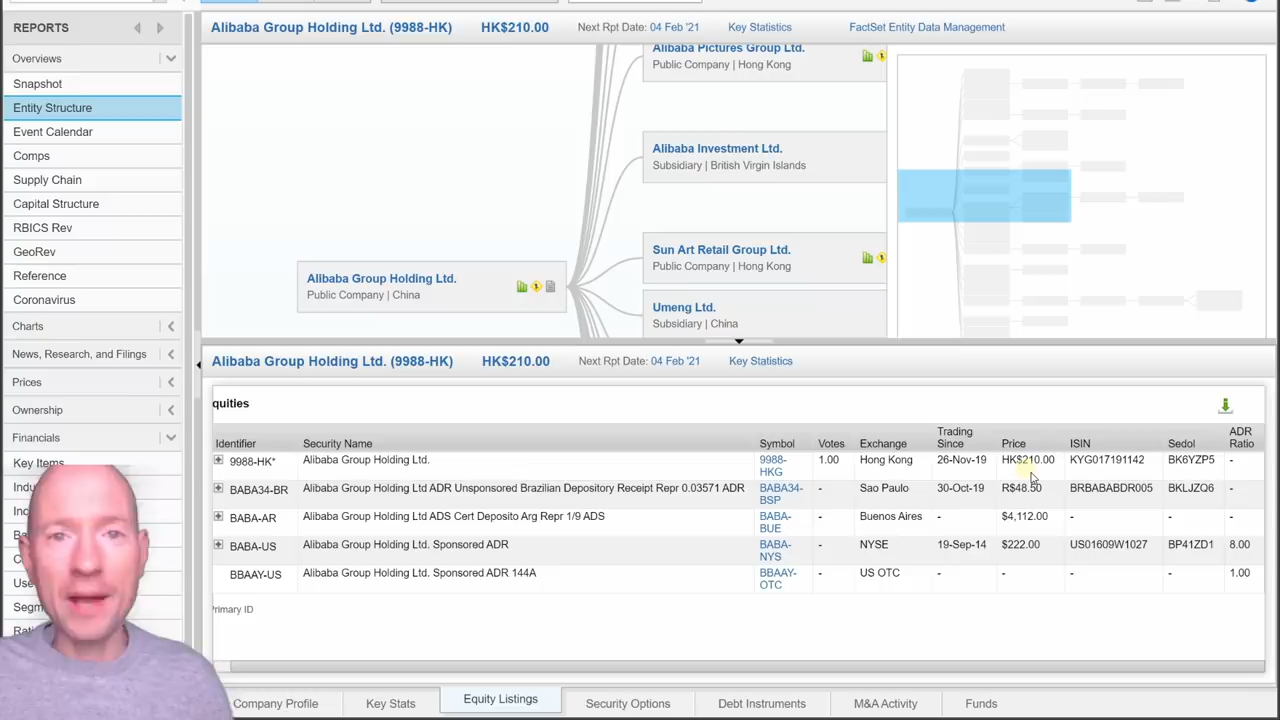 REPORTS
Alibaba Group Holding Ltd. (9988-HK) HK$210.00 Next Rpt Date: 04 Feb '21 Key Statistics FactSet Entity Data Management
Overviews
Snapshot
Entity Structure
Event Calendar
Comps
Supply Chain
Capital Structure
RBICS Rev
GeoRev
Reference
Coronavirus
Charts
News, Research, and Filings
Prices
Ownership
Financials
Key Items
Alibaba Pictures Group Ltd.
Public Company | Hong Kong
Alibaba Investment Ltd.
Subsidiary | British Virgin Islands
Sun Art Retail Group Ltd.
Public Company | Hong Kong
Alibaba Group Holding Ltd.
Public Company | China
Umeng Ltd.
Subsidiary | China
Alibaba Group Holding Ltd. (9988-HK) HK$210.00 Next Rpt Date: 04 Feb '21 Key Statistics
quities
Identifier Security Name Symbol Votes Exchange Trading Since Price ISIN Sedol ADR Ratio
9988-HK* Alibaba Group Holding Ltd. 9988-HKG 1.00 Hong Kong 26-Nov-19 HK$210.00 KYG017191142 BK6YZP5 -
BABA34-BR Alibaba Group Holding Ltd ADR Unsponsored Brazilian Depository Receipt Repr 0.03571 ADR BABA34-BSP - Sao Paulo 30-Oct-19 R$48.50 BRBABABDR005 BKLJZQ6 -
BABA-AR Alibaba Group Holding Ltd ADS Cert Deposito Arg Repr 1/9 ADS BABA-BUE - Buenos Aires - $4,112.00 - - -
BABA-US Alibaba Group Holding Ltd. Sponsored ADR BABA-NYS - NYSE 19-Sep-14 $222.00 US01609W1027 BP41ZD1 8.00
BBAAY-US Alibaba Group Holding Ltd. Sponsored ADR 144A BBAAY-OTC - US OTC - - - - 1.00
Primary ID
Company Profile Key Stats Equity Listings Security Options Debt Instruments M&A Activity Funds